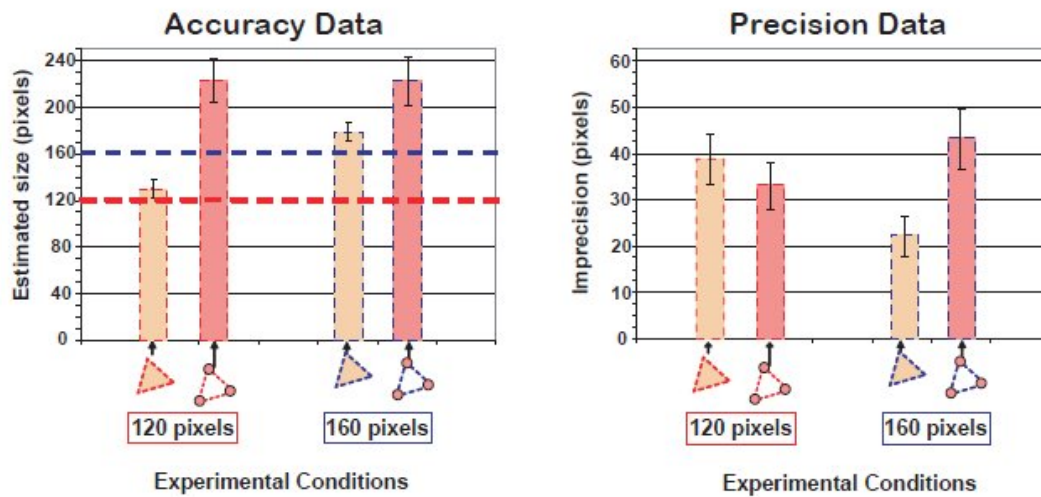 Accuracy Data
Estimated size (pixels)
240
200
160
120
80
40
0
120 pixels
160 pixels
Experimental Conditions
Precision Data
Imprecision (pixels)
60
50
40
30
20
10
0
120 pixels
160 pixels
Experimental Conditions